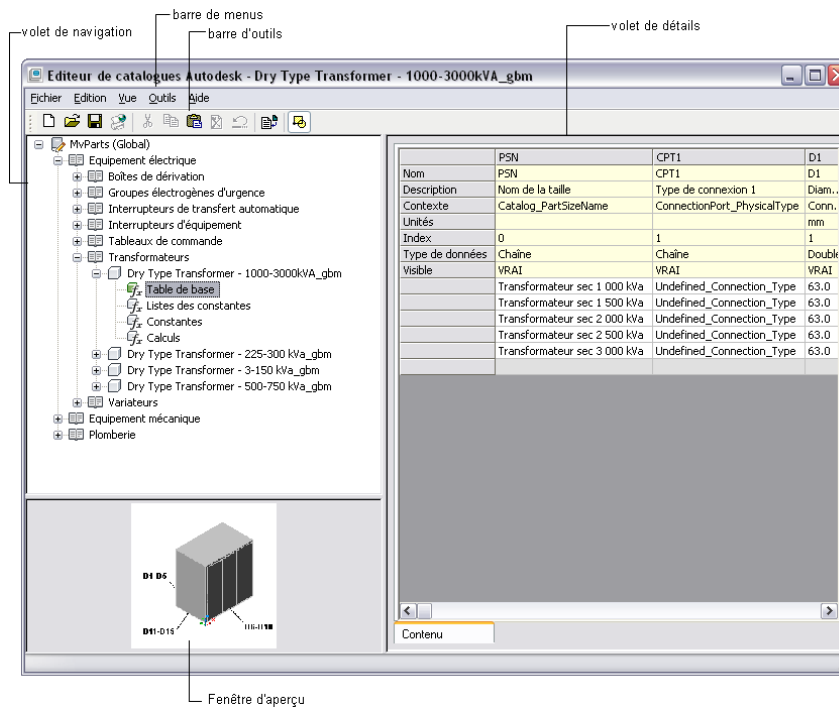 barre de menus
volet de navigation
barre d'outils
volet de détails
Editeur de catalogues Autodesk - Dry Type Transformer - 1000-3000kVA_gbm
Fichier Edition Vue Outils Aide
MvParts (Global)
Equipement électrique
Boîtes de dérivation
Groupes électrogènes d'urgence
Interrupteurs de transfert automatique
Interrupteurs d'équipement
Tableaux de commande
Transformateurs
Dry Type Transformer - 1000-3000kVA_gbm
Table de base
Listes des constantes
Constantes
Calculs
Dry Type Transformer - 225-300 kVa_gbm
Dry Type Transformer - 3-150 kVa_gbm
Dry Type Transformer - 500-750 kVa_gbm
Variateurs
Equipement mécanique
Plomberie
PSN CPT1 D1
Nom PSN CPT1 D1
Description Nom de la taille Type de connexion 1 Diam..
Contexte Catalog_PartSizeName ConnectionPort_PhysicalType Conn.
Unités mm
Index 0 1 1
Type de données Chaîne Chaîne Double
Visible VRAI VRAI VRAI
Transformateur sec 1 000 kVa Undefined_Connection_Type 63.0
Transformateur sec 1 500 kVa Undefined_Connection_Type 63.0
Transformateur sec 2 000 kVa Undefined_Connection_Type 63.0
Transformateur sec 2 500 kVa Undefined_Connection_Type 63.0
Transformateur sec 3 000 kVa Undefined_Connection_Type 63.0
Contenu
D1 D5
D11-D15
Fenêtre d'aperçu